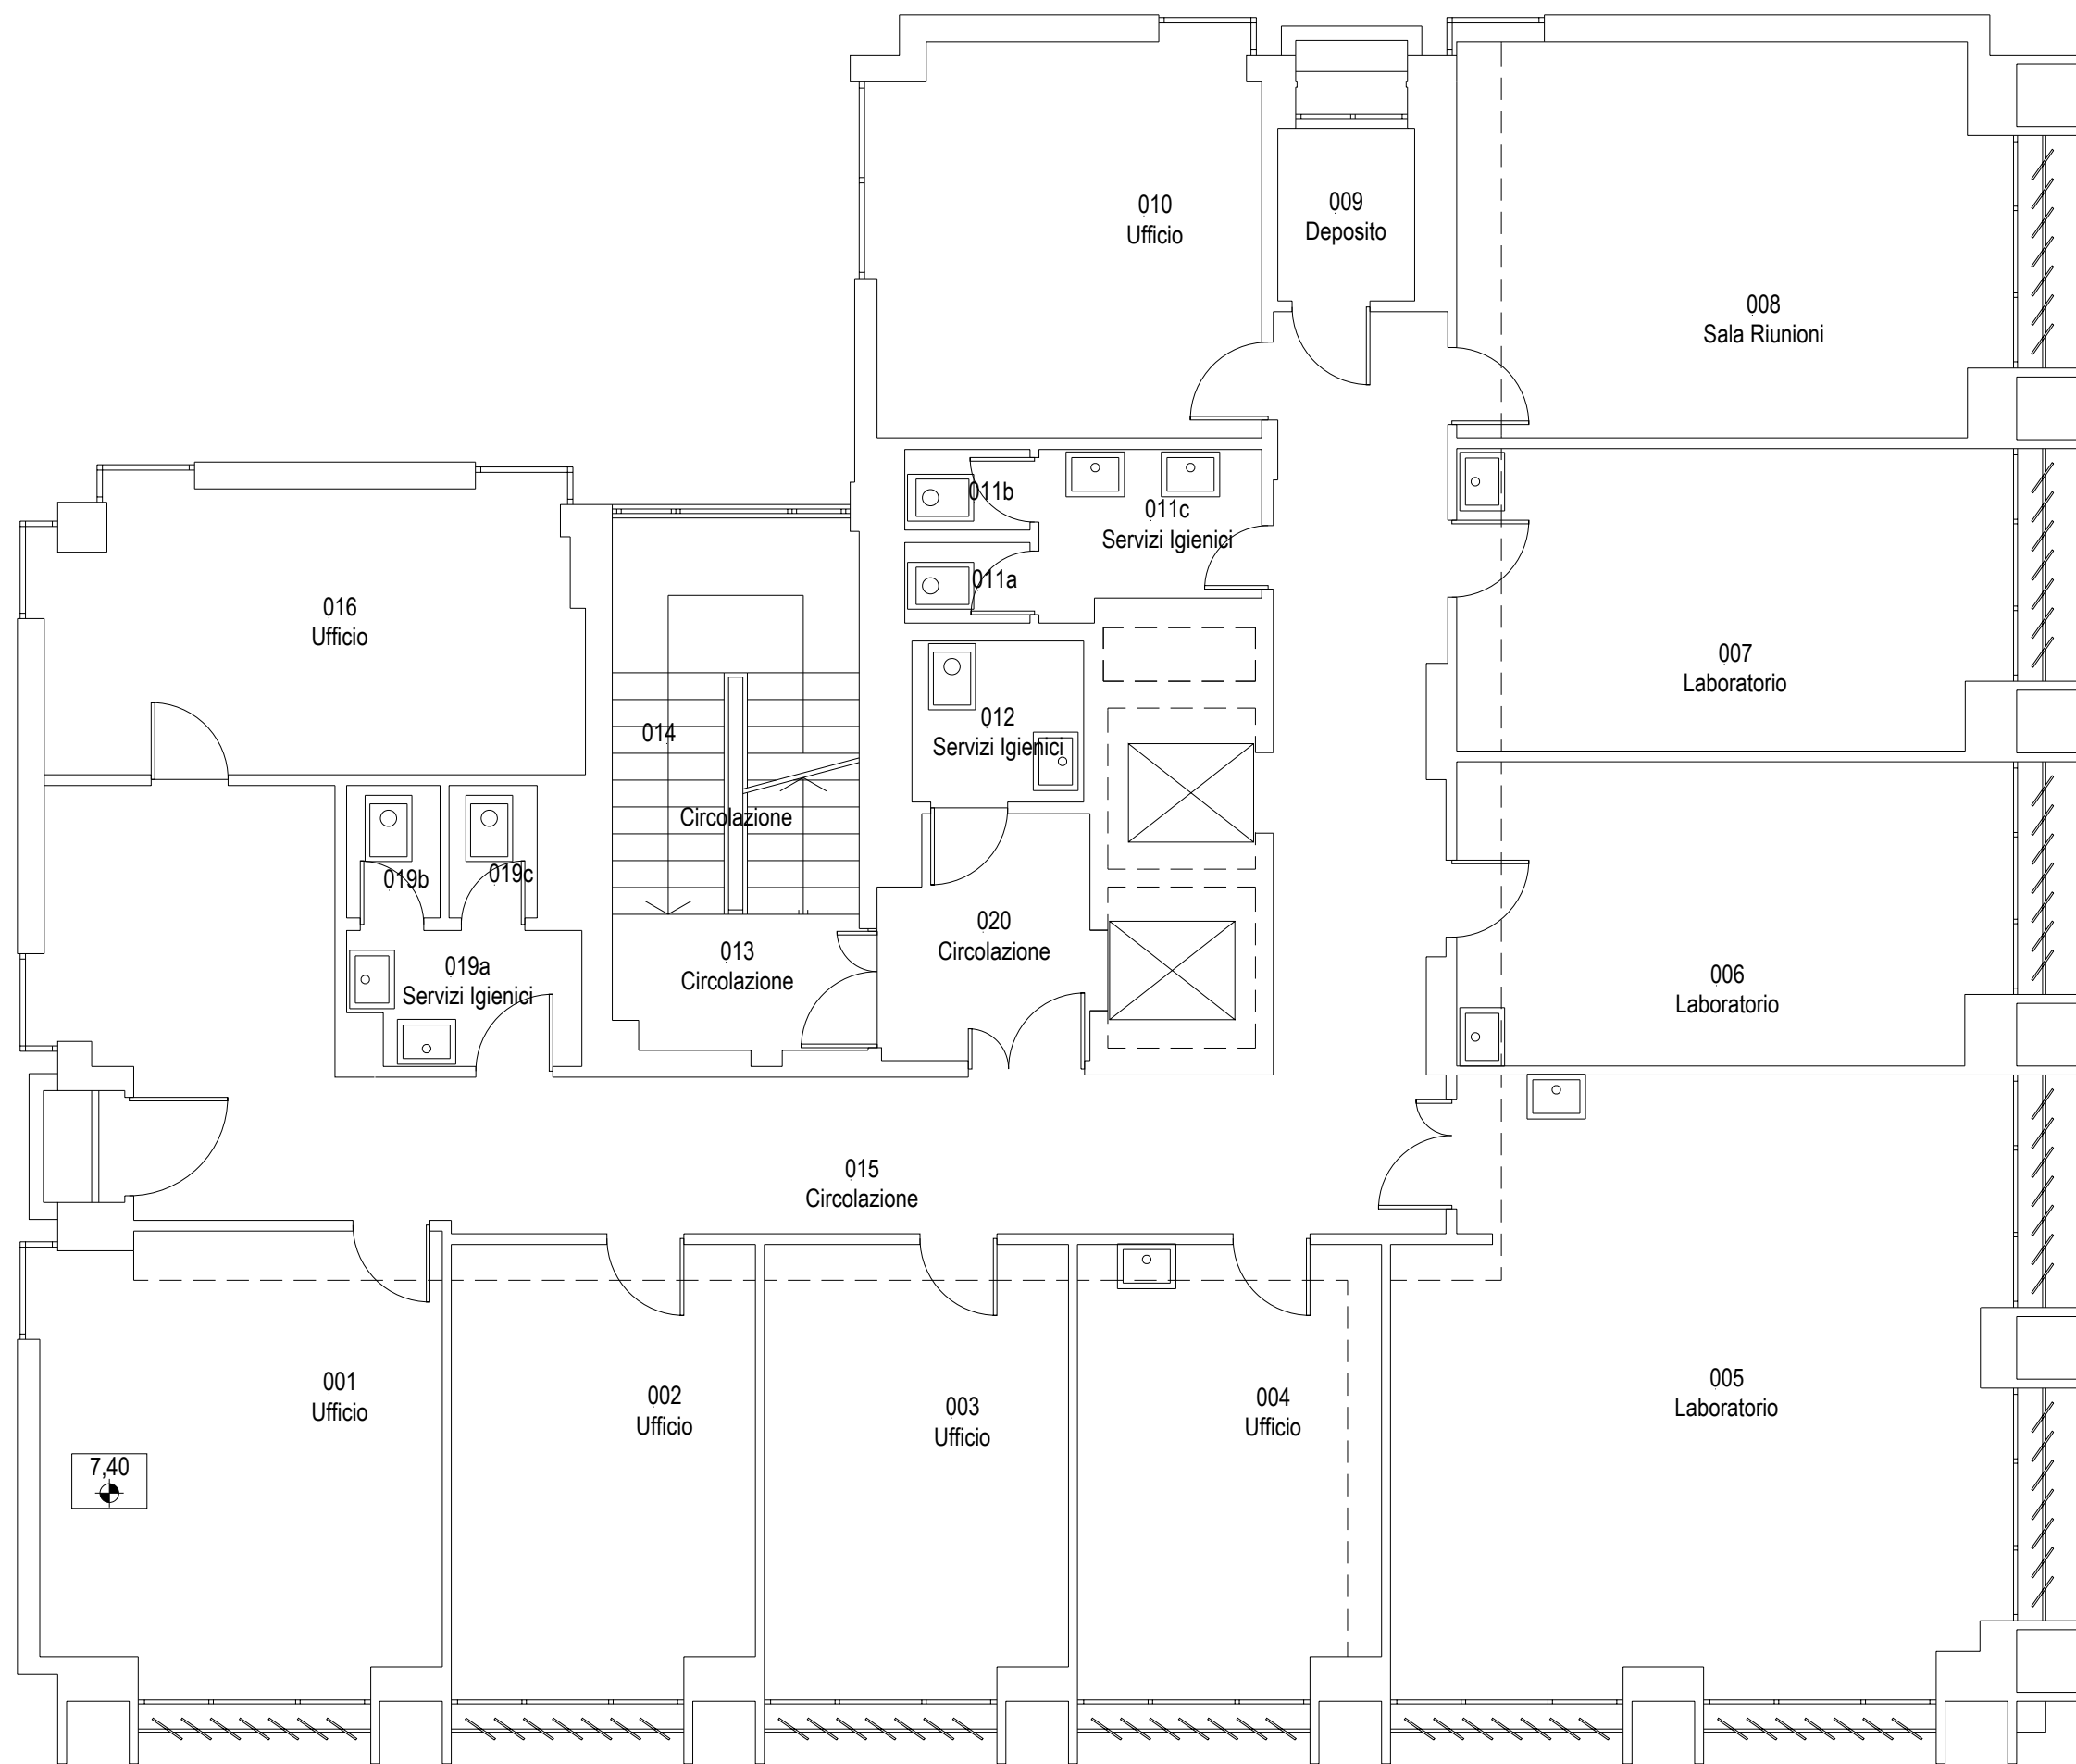 010
Ufficio
009
Deposito
008
Sala Riunioni
011b
011c
Servizi Igienici
011a
016
Ufficio
007
Laboratorio
014
Circolazione
012
Servizi Igienici
019b
019c
019a
Servizi Igienici
013
Circolazione
020
Circolazione
006
Laboratorio
015
Circolazione
001
Ufficio
002
Ufficio
003
Ufficio
004
Ufficio
005
Laboratorio
7,40